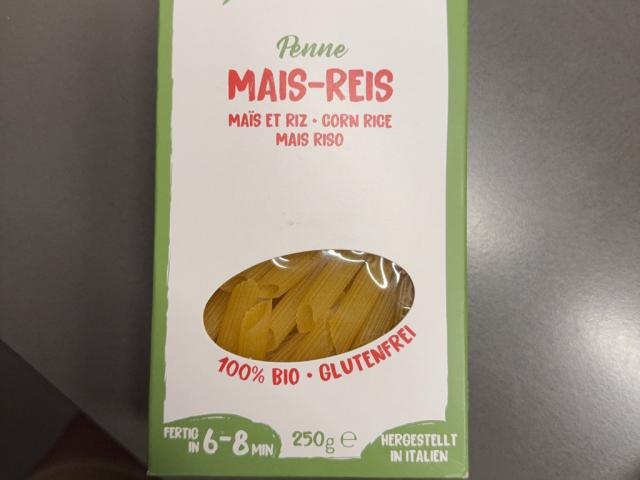 Penne
MAIS-REIS
MAÏS ET RIZ • CORN RICE
MAIS RISO
100% BIO • GLUTENFREI
FERTIG
IN 6-8 MIN
250g ℮
HERGESTELLT
IN ITALIEN